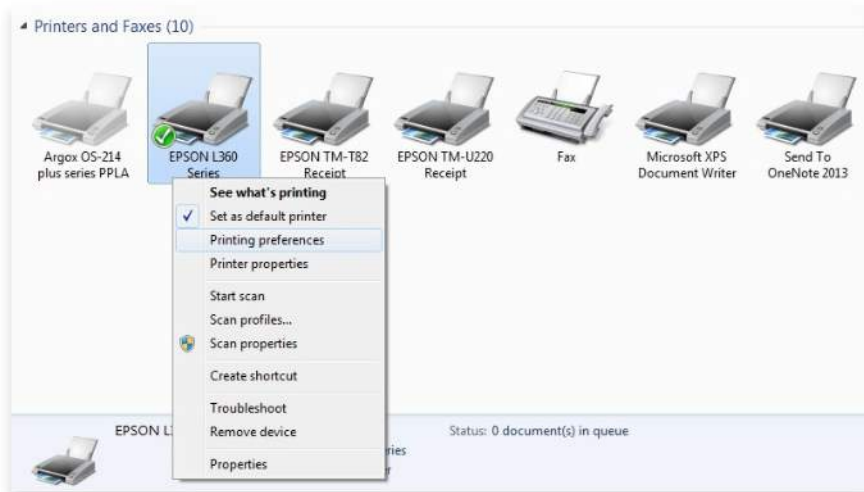 Printers and Faxes (10)
Argox OS-214
plus series PPLA
EPSON L360
Series
EPSON TM-T82
Receipt
EPSON TM-U220
Receipt
Fax
Microsoft XPS
Document Writer
Send To
OneNote 2013
See what's printing
Set as default printer
Printing preferences
Printer properties
Start scan
Scan profiles...
Scan properties
Create shortcut
Troubleshoot
Remove device
Properties
EPSON
Status: 0 document(s) in queue